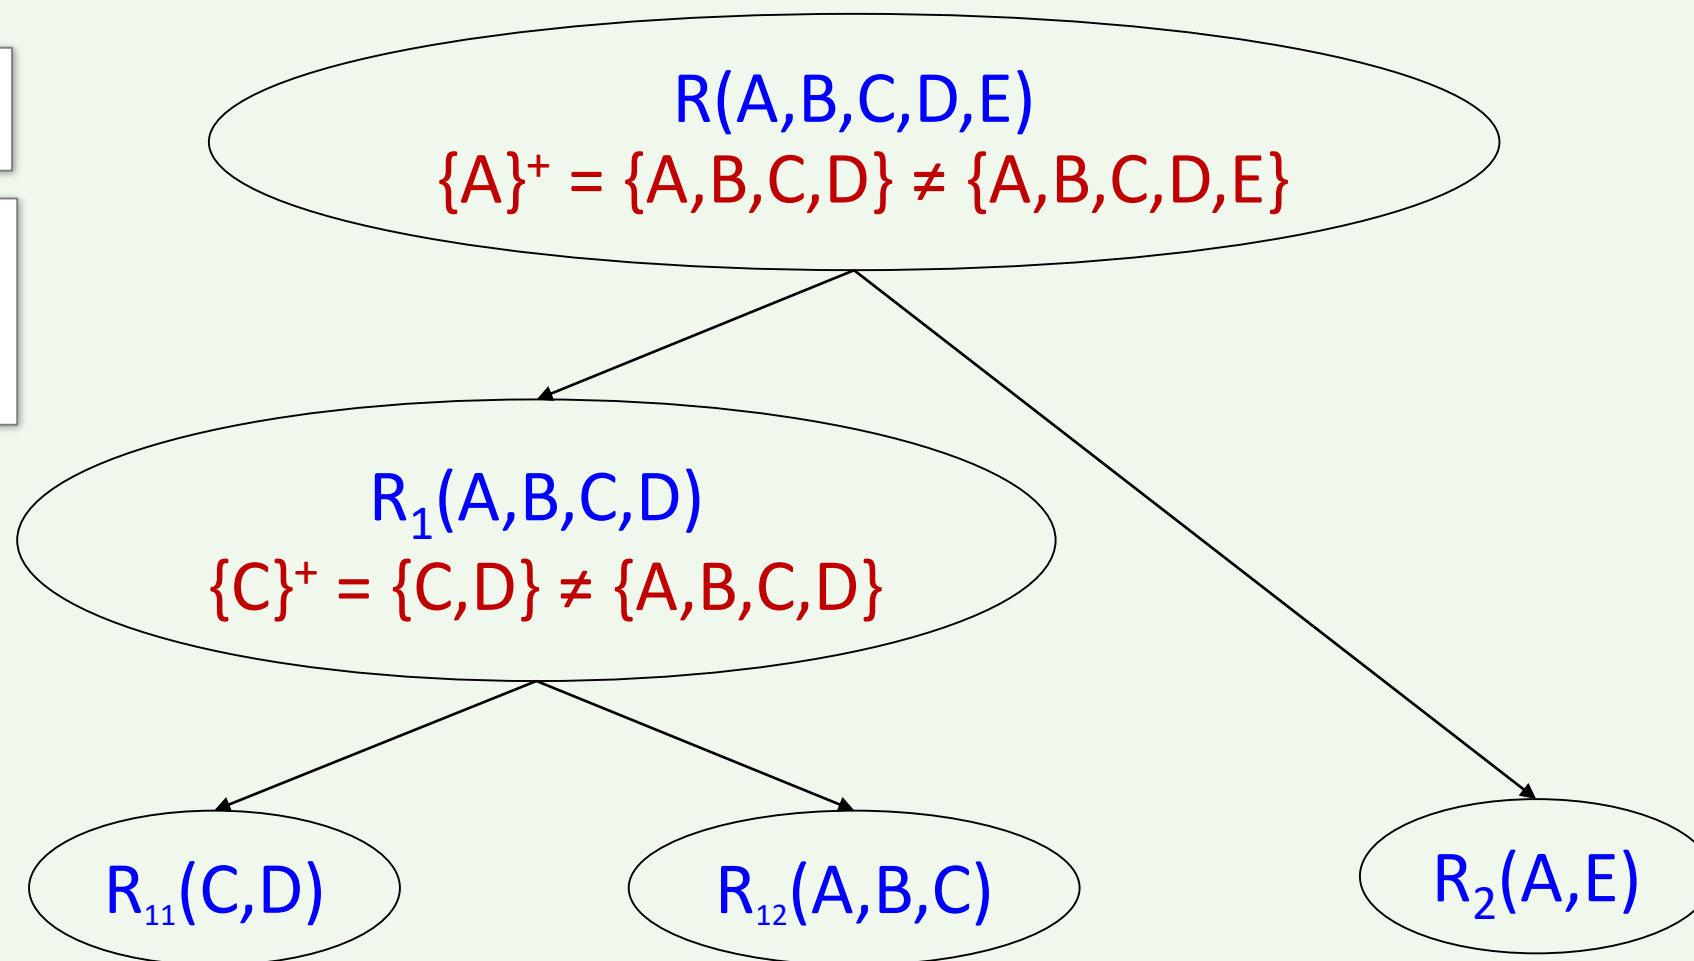 R(A,B,C,D,E)
{A}⁺ = {A,B,C,D} ≠ {A,B,C,D,E}
R₁(A,B,C,D)
{C}⁺ = {C,D} ≠ {A,B,C,D}
R₁₁(C,D)
R₁₂(A,B,C)
R₂(A,E)